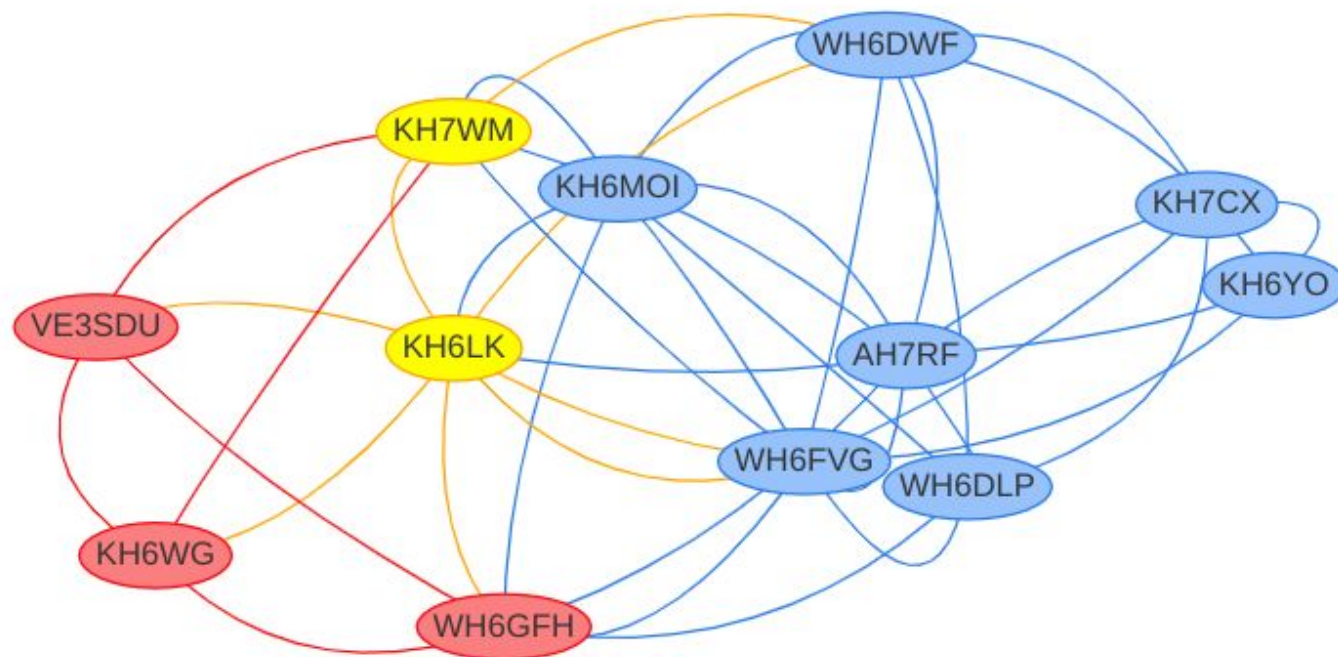 WH6DWF
KH7WM
KH6MOI
KH7CX
KH6YO
VE3SDU
KH6LK
AH7RF
WH6FVG
WH6DLP
KH6WG
WH6GFH